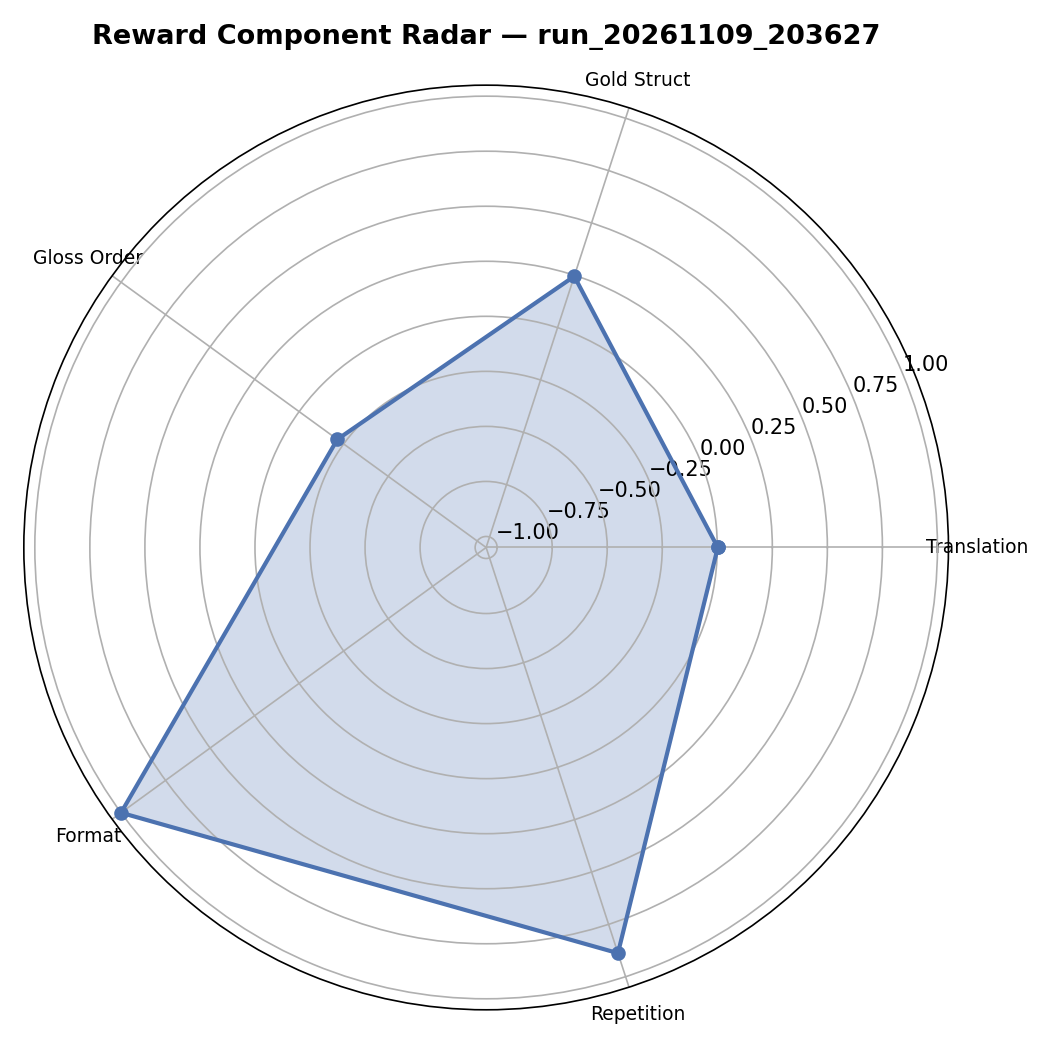 Reward Component Radar — run_20261109_203627
Gold Struct
Gloss Order
1.00
0.75
0.50
0.25
0.00
−0.25
−0.50
−0.75
−1.00
Translation
Format
Repetition